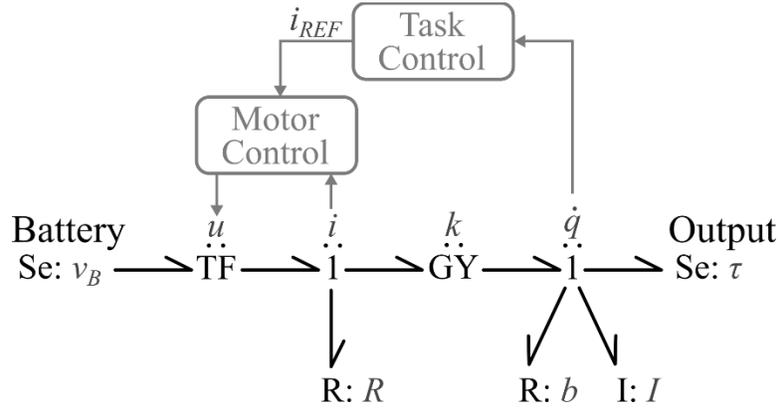 i_REF
Task
Control
Motor
Control
u i k q̇
Battery Output
Se: v_B TF 1 GY 1 Se: τ
R: R R: b I: I